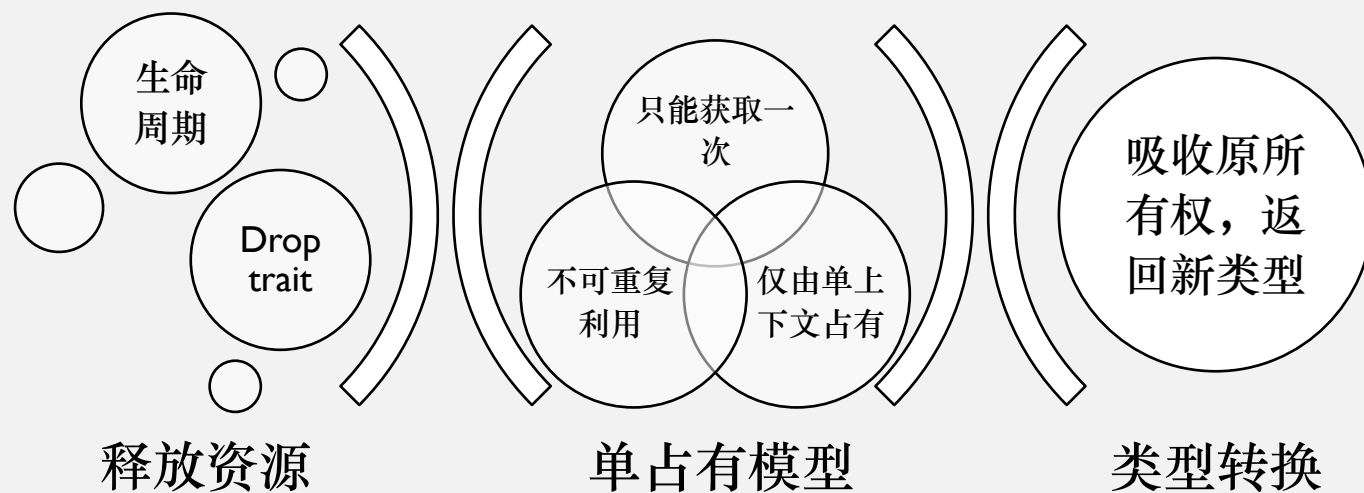 生命
周期
Drop
trait
释放资源
只能获取一
次
不可重复
利用
仅由单上
下文占有
单占有模型
吸收原所
有权，返
回新类型
类型转换